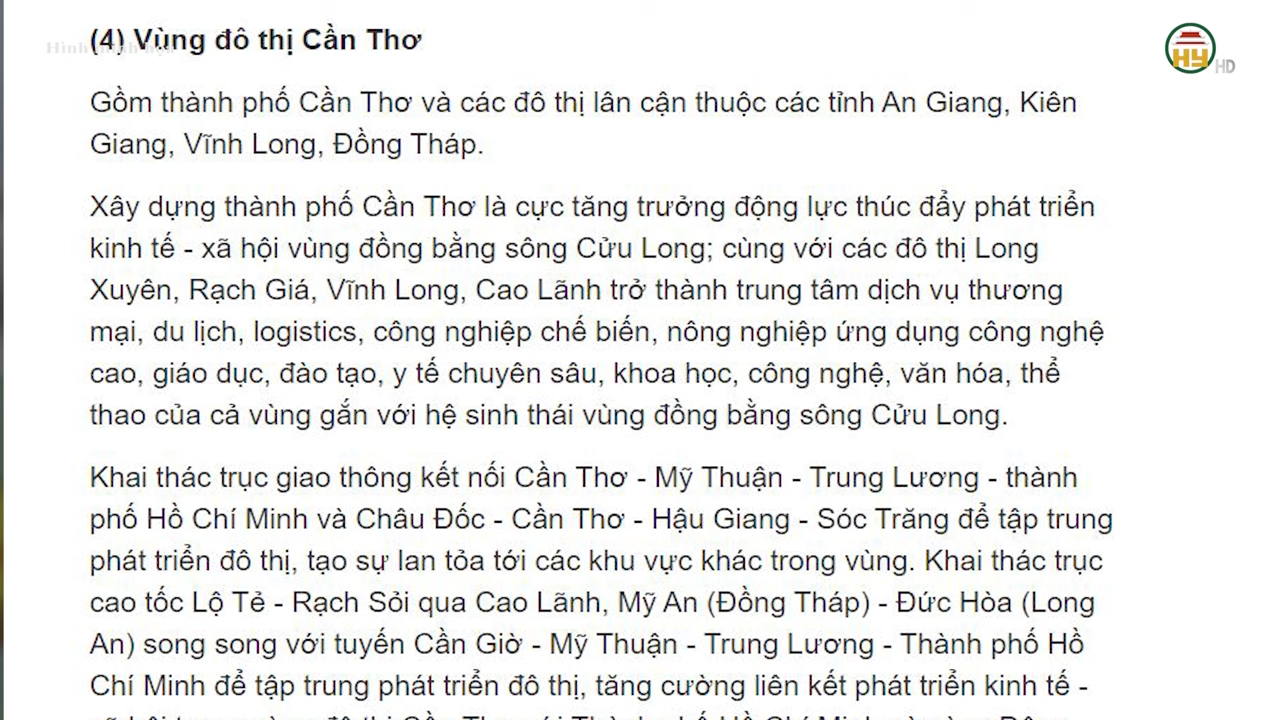 (4) Vùng đô thị Cần Thơ
HY HD
Gồm thành phố Cần Thơ và các đô thị lân cận thuộc các tỉnh An Giang, Kiên
Giang, Vĩnh Long, Đồng Tháp.
Xây dựng thành phố Cần Thơ là cực tăng trưởng động lực thúc đẩy phát triển
kinh tế - xã hội vùng đồng bằng sông Cửu Long; cùng với các đô thị Long
Xuyên, Rạch Giá, Vĩnh Long, Cao Lãnh trở thành trung tâm dịch vụ thương
mại, du lịch, logistics, công nghiệp chế biến, nông nghiệp ứng dụng công nghệ
cao, giáo dục, đào tạo, y tế chuyên sâu, khoa học, công nghệ, văn hóa, thể
thao của cả vùng gắn với hệ sinh thái vùng đồng bằng sông Cửu Long.
Khai thác trục giao thông kết nối Cần Thơ - Mỹ Thuận - Trung Lương - thành
phố Hồ Chí Minh và Châu Đốc - Cần Thơ - Hậu Giang - Sóc Trăng để tập trung
phát triển đô thị, tạo sự lan tỏa tới các khu vực khác trong vùng. Khai thác trục
cao tốc Lộ Tẻ - Rạch Sỏi qua Cao Lãnh, Mỹ An (Đồng Tháp) - Đức Hòa (Long
An) song song với tuyến Cần Giờ - Mỹ Thuận - Trung Lương - Thành phố Hồ
Chí Minh để tập trung phát triển đô thị, tăng cường liên kết phát triển kinh tế -